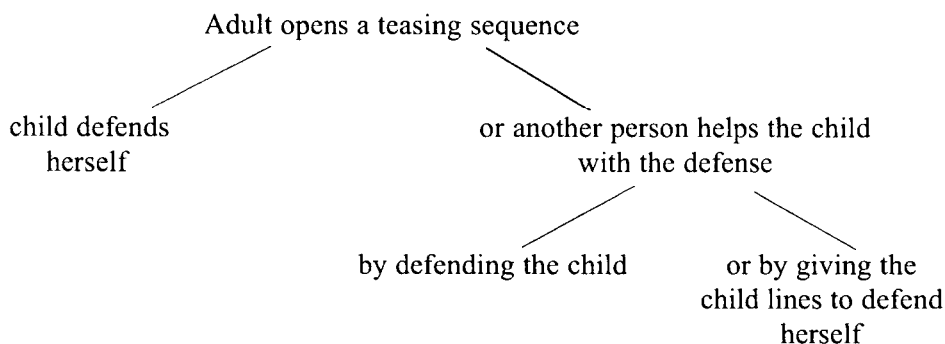 Adult opens a teasing sequence
child defends
herself
or another person helps the child
with the defense
by defending the child
or by giving the
child lines to defend
herself